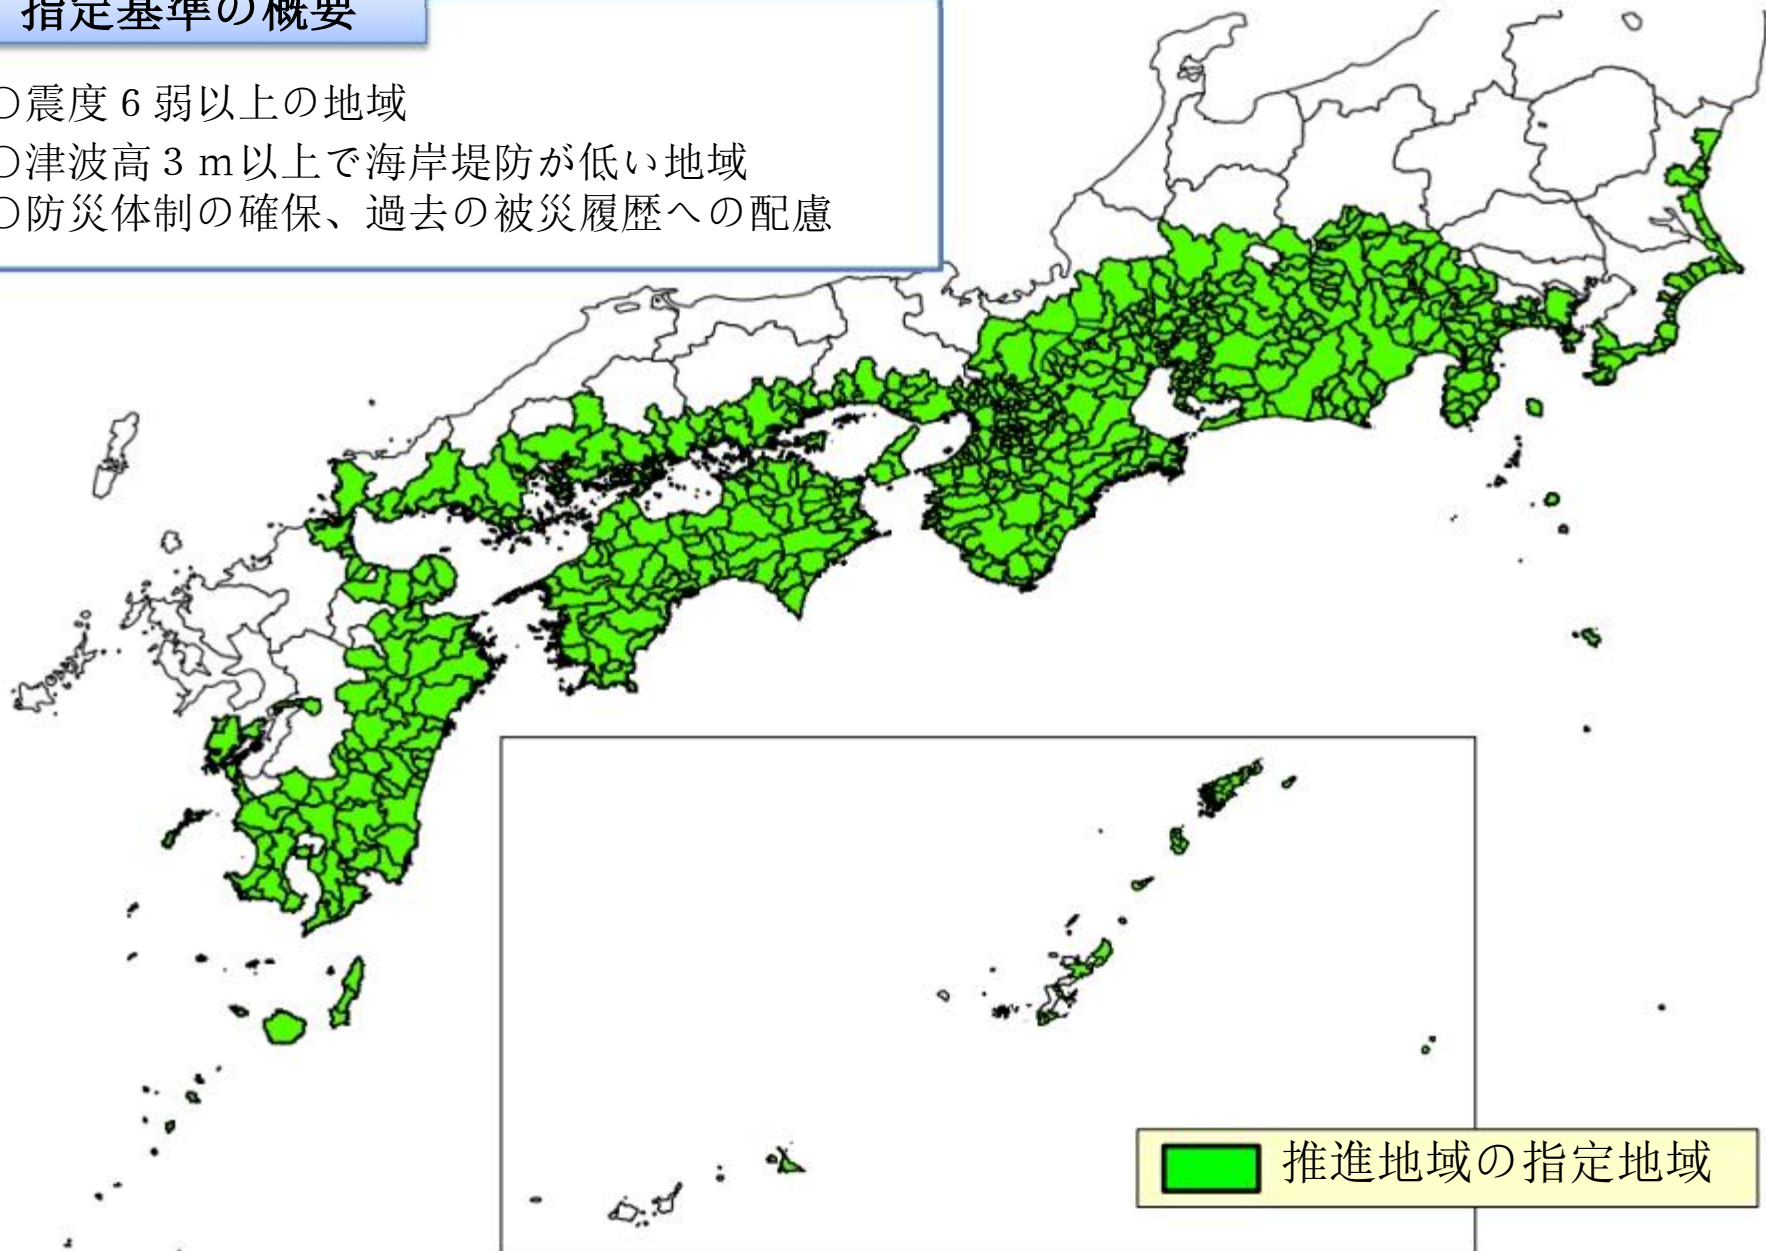 指定基準の概要
○震度６弱以上の地域
○津波高３ｍ以上で海岸堤防が低い地域
○防災体制の確保、過去の被災履歴への配慮
推進地域の指定地域